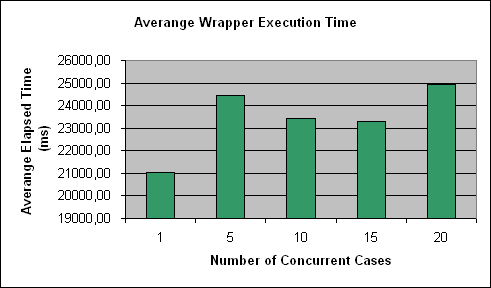 Averange Wrapper Execution Time
Averange Elapsed Time
(ms)
26000,00
25000,00
24000,00
23000,00
22000,00
21000,00
20000,00
19000,00
1 5 10 15 20
Number of Concurrent Cases